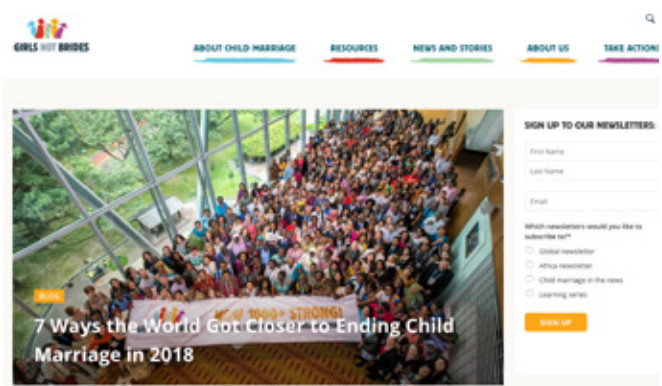 GIRLS NOT BRIDES
ABOUT CHILD MARRIAGE
RESOURCES
NEWS AND STORIES
ABOUT US
TAKE ACTION
BLOG
NOW 1000+ STRONG!
7 Ways the World Got Closer to Ending Child
Marriage in 2018
SIGN UP TO OUR NEWSLETTERS:
First Name
Last Name
Email
Which newsletters would you like to
subscribe to?*
Global newsletter
Africa newsletter
Child marriage in the news
Learning series
SIGN UP